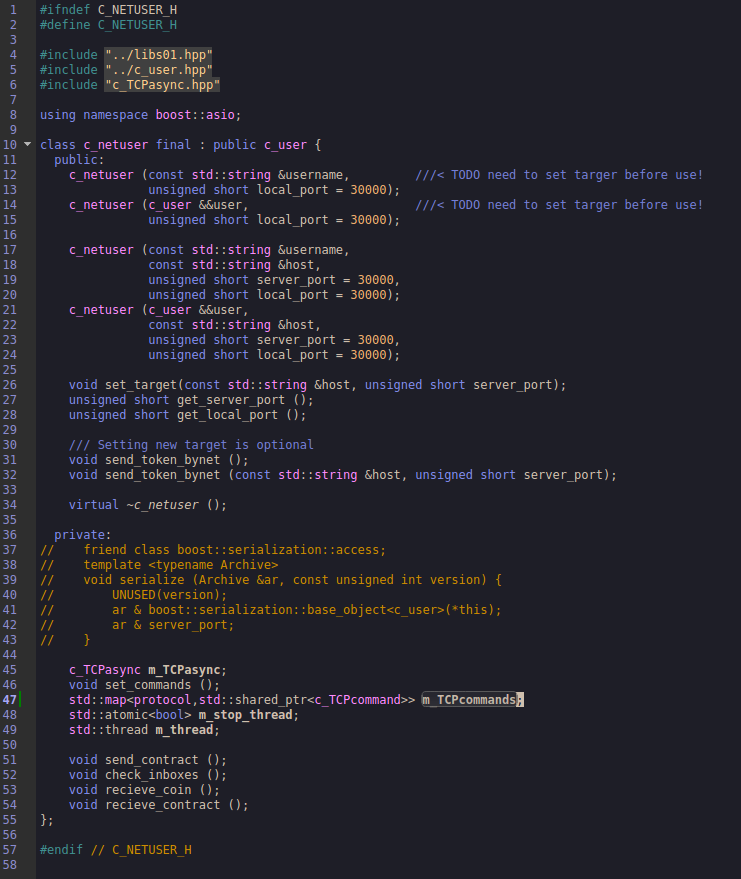 1 #ifndef C_NETUSER_H
2 #define C_NETUSER_H
3
4 #include "../libs01.hpp"
5 #include "../c_user.hpp"
6 #include "c_TCPasync.hpp"
7
8 using namespace boost::asio;
9
10 class c_netuser final : public c_user {
11   public:
12     c_netuser (const std::string &username,         ///< TODO need to set targer before use!
13                unsigned short local_port = 30000);
14     c_netuser (c_user &&user,                       ///< TODO need to set targer before use!
15                unsigned short local_port = 30000);
16
17     c_netuser (const std::string &username,
18                const std::string &host,
19                unsigned short server_port = 30000,
20                unsigned short local_port = 30000);
21     c_netuser (c_user &&user,
22                const std::string &host,
23                unsigned short server_port = 30000,
24                unsigned short local_port = 30000);
25
26     void set_target(const std::string &host, unsigned short server_port);
27     unsigned short get_server_port ();
28     unsigned short get_local_port ();
29
30     /// Setting new target is optional
31     void send_token_bynet ();
32     void send_token_bynet (const std::string &host, unsigned short server_port);
33
34     virtual ~c_netuser ();
35
36   private:
37 //    friend class boost::serialization::access;
38 //    template <typename Archive>
39 //    void serialize (Archive &ar, const unsigned int version) {
40 //        UNUSED(version);
41 //        ar & boost::serialization::base_object<c_user>(*this);
42 //        ar & server_port;
43 //    }
44
45     c_TCPasync m_TCPasync;
46     void set_commands ();
47     std::map<protocol,std::shared_ptr<c_TCPcommand>> m_TCPcommands;
48     std::atomic<bool> m_stop_thread;
49     std::thread m_thread;
50
51     void send_contract ();
52     void check_inboxes ();
53     void recieve_coin ();
54     void recieve_contract ();
55 };
56
57 #endif // C_NETUSER_H
58